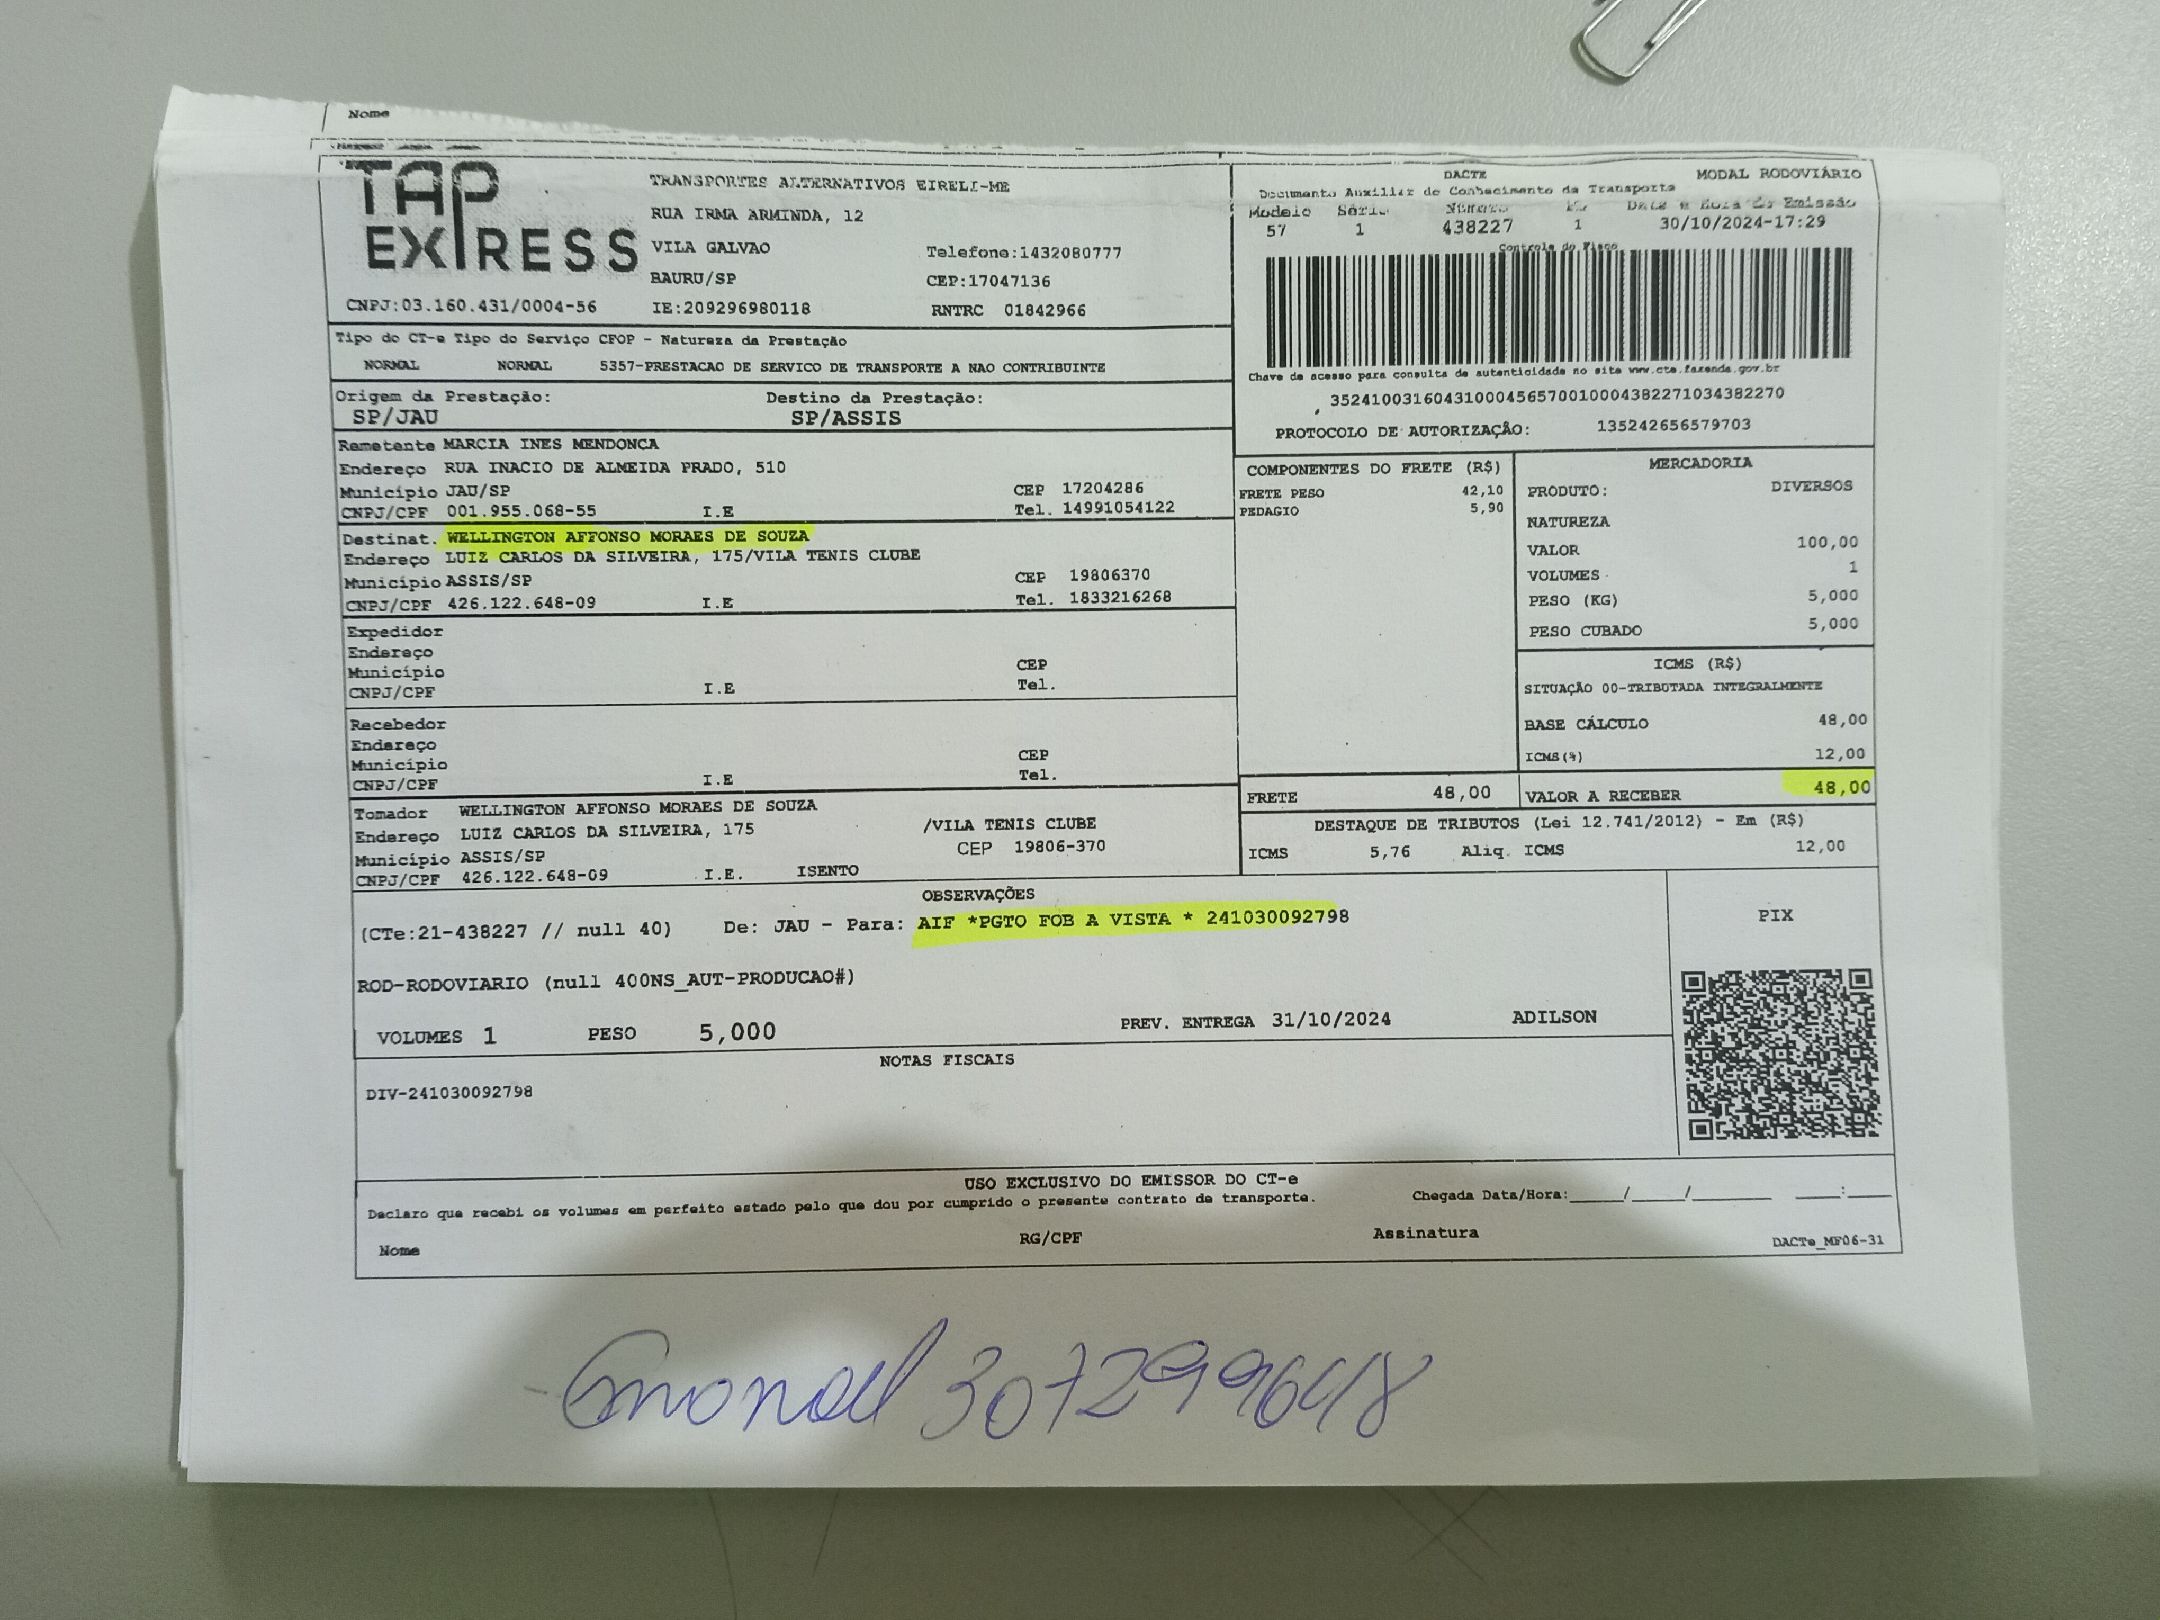 Nome
TAP EXPRESS
TRANSPORTES ALTERNATIVOS EIRELI-ME
RUA IRMA ARMINDA, 12
VILA GALVAO Telefone:1432080777
BAURU/SP CEP:17047136
CNPJ:03.160.431/0004-56 IE:209296980118 RNTRC 01842966
DACTE MODAL RODOVIÁRIO
Documento Auxiliar de Conhecimento de Transporte
Modelo Série Número Data e Hora de Emissão
57 1 438227 1 30/10/2024-17:29
Controle do Fisco
Chave de acesso para consulta de autenticidade no site www.cte.fazenda.gov.br
35241003160431000456570010004382271034382270
PROTOCOLO DE AUTORIZAÇÃO: 135242656579703
Tipo do CT-e Tipo do Serviço CFOP - Natureza da Prestação
NORMAL NORMAL 5357-PRESTACAO DE SERVICO DE TRANSPORTE A NAO CONTRIBUINTE
Origem da Prestação: Destino da Prestação:
SP/JAU SP/ASSIS
Remetente MARCIA INES MENDONCA
Endereço RUA INACIO DE ALMEIDA PRADO, 510
Município JAU/SP CEP 17204286
CNPJ/CPF 001.955.068-55 I.E Tel. 14991054122
Destinat. WELLINGTON AFFONSO MORAES DE SOUZA
Endereço LUIZ CARLOS DA SILVEIRA, 175/VILA TENIS CLUBE
Município ASSIS/SP CEP 19806370
CNPJ/CPF 426.122.648-09 I.E Tel. 1833216268
Expedidor
Endereço
Município CEP
CNPJ/CPF I.E Tel.
Recebedor
Endereço
Município CEP
CNPJ/CPF I.E Tel.
Tomador WELLINGTON AFFONSO MORAES DE SOUZA
Endereço LUIZ CARLOS DA SILVEIRA, 175 /VILA TENIS CLUBE
Município ASSIS/SP CEP 19806-370
CNPJ/CPF 426.122.648-09 I.E. ISENTO
COMPONENTES DO FRETE (R$)
FRETE PESO 42,10
PEDAGIO 5,90
MERCADORIA
PRODUTO: DIVERSOS
NATUREZA
VALOR 100,00
VOLUMES 1
PESO (KG) 5,000
PESO CUBADO 5,000
ICMS (R$)
SITUAÇÃO 00-TRIBUTADA INTEGRALMENTE
BASE CÁLCULO 48,00
ICMS(%) 12,00
FRETE 48,00 VALOR A RECEBER 48,00
DESTAQUE DE TRIBUTOS (Lei 12.741/2012) - Em (R$)
ICMS 5,76 Aliq. ICMS 12,00
OBSERVAÇÕES
(CTe:21-438227 // null 40) De: JAU - Para: AIF *PGTO FOB A VISTA * 241030092798
PIX
ROD-RODOVIARIO (null 400NS_AUT-PRODUCAO#)
VOLUMES 1 PESO 5,000 PREV. ENTREGA 31/10/2024 ADILSON
NOTAS FISCAIS
DIV-241030092798
USO EXCLUSIVO DO EMISSOR DO CT-e
Declaro que recebi os volumes em perfeito estado pelo que dou por cumprido o presente contrato de transporte. Chegada Data/Hora:_____/_____/_______ ____:____
Nome RG/CPF Assinatura DACTe_MF06-31
307299648